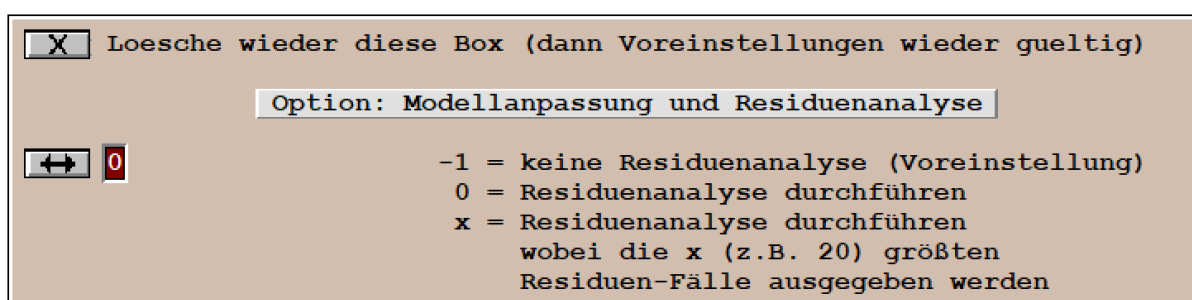 X Loesche wieder diese Box (dann Voreinstellungen wieder gueltig)
Option: Modellanpassung und Residuenanalyse
0 -1 = keine Residuenanalyse (Voreinstellung)
0 = Residuenanalyse durchführen
x = Residuenanalyse durchführen
wobei die x (z.B. 20) größten
Residuen-Fälle ausgegeben werden